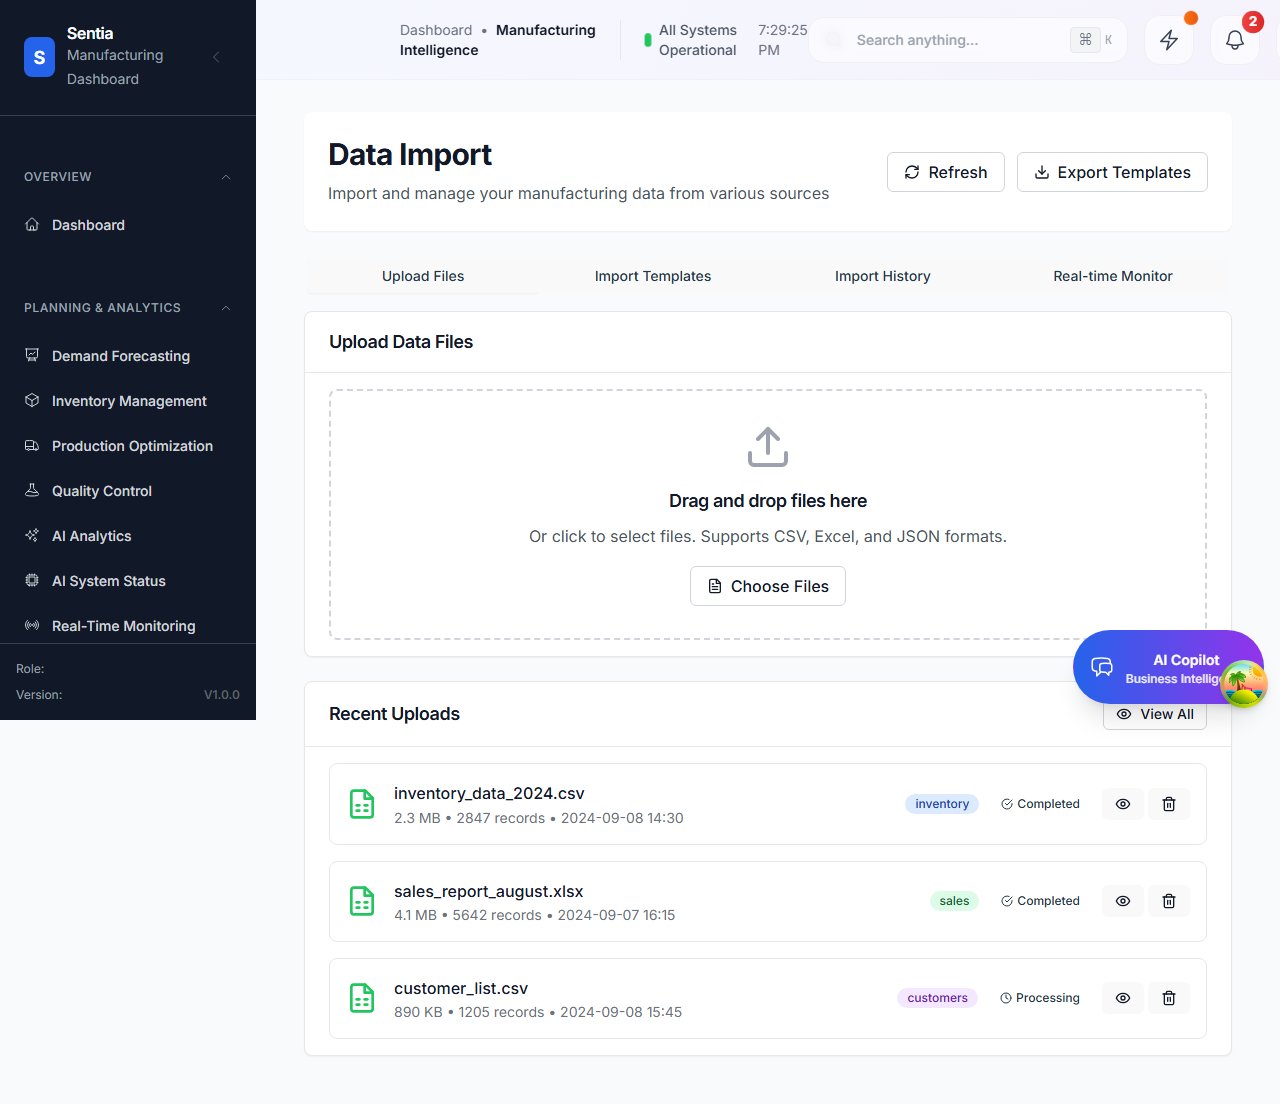 S
Sentia
Manufacturing
Dashboard
OVERVIEW
Dashboard
PLANNING & ANALYTICS
Demand Forecasting
Inventory Management
Production Optimization
Quality Control
AI Analytics
AI System Status
Real-Time Monitoring
Role:
Version: V1.0.0
Dashboard • Manufacturing
Intelligence
All Systems
Operational
7:29:25
PM
Search anything...
⌘ K
2
Data Import
Import and manage your manufacturing data from various sources
Refresh
Export Templates
Upload Files
Import Templates
Import History
Real-time Monitor
Upload Data Files
Drag and drop files here
Or click to select files. Supports CSV, Excel, and JSON formats.
Choose Files
AI Copilot
Business
Recent Uploads
View All
inventory_data_2024.csv
2.3 MB • 2847 records • 2024-09-08 14:30
inventory
Completed
sales_report_august.xlsx
4.1 MB • 5642 records • 2024-09-07 16:15
sales
Completed
customer_list.csv
890 KB • 1205 records • 2024-09-08 15:45
customers
Processing